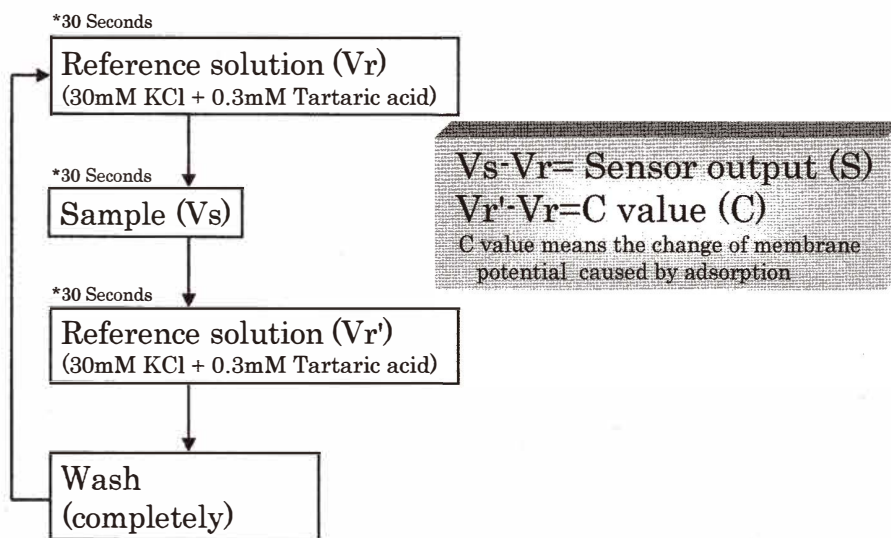 *30 Seconds
Reference solution (Vr)
(30mM KCl + 0.3mM Tartaric acid)
*30 Seconds
Sample (Vs)
*30 Seconds
Reference solution (Vr')
(30mM KCl + 0.3mM Tartaric acid)
Wash
(completely)
Vs-Vr= Sensor output (S)
Vr'-Vr=C value (C)
C value means the change of membrane
potential caused by adsorption